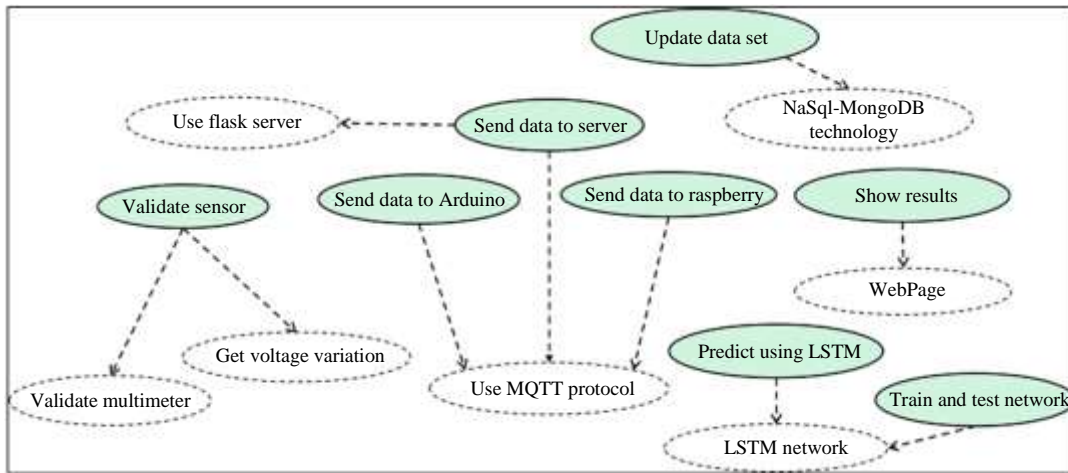 Update data set
NaSql-MongoDB
technology
Use flask server
Send data to server
Validate sensor
Send data to Arduino
Send data to raspberry
Show results
WebPage
Get voltage variation
Predict using LSTM
Validate multimeter
Use MQTT protocol
Train and test network
LSTM network